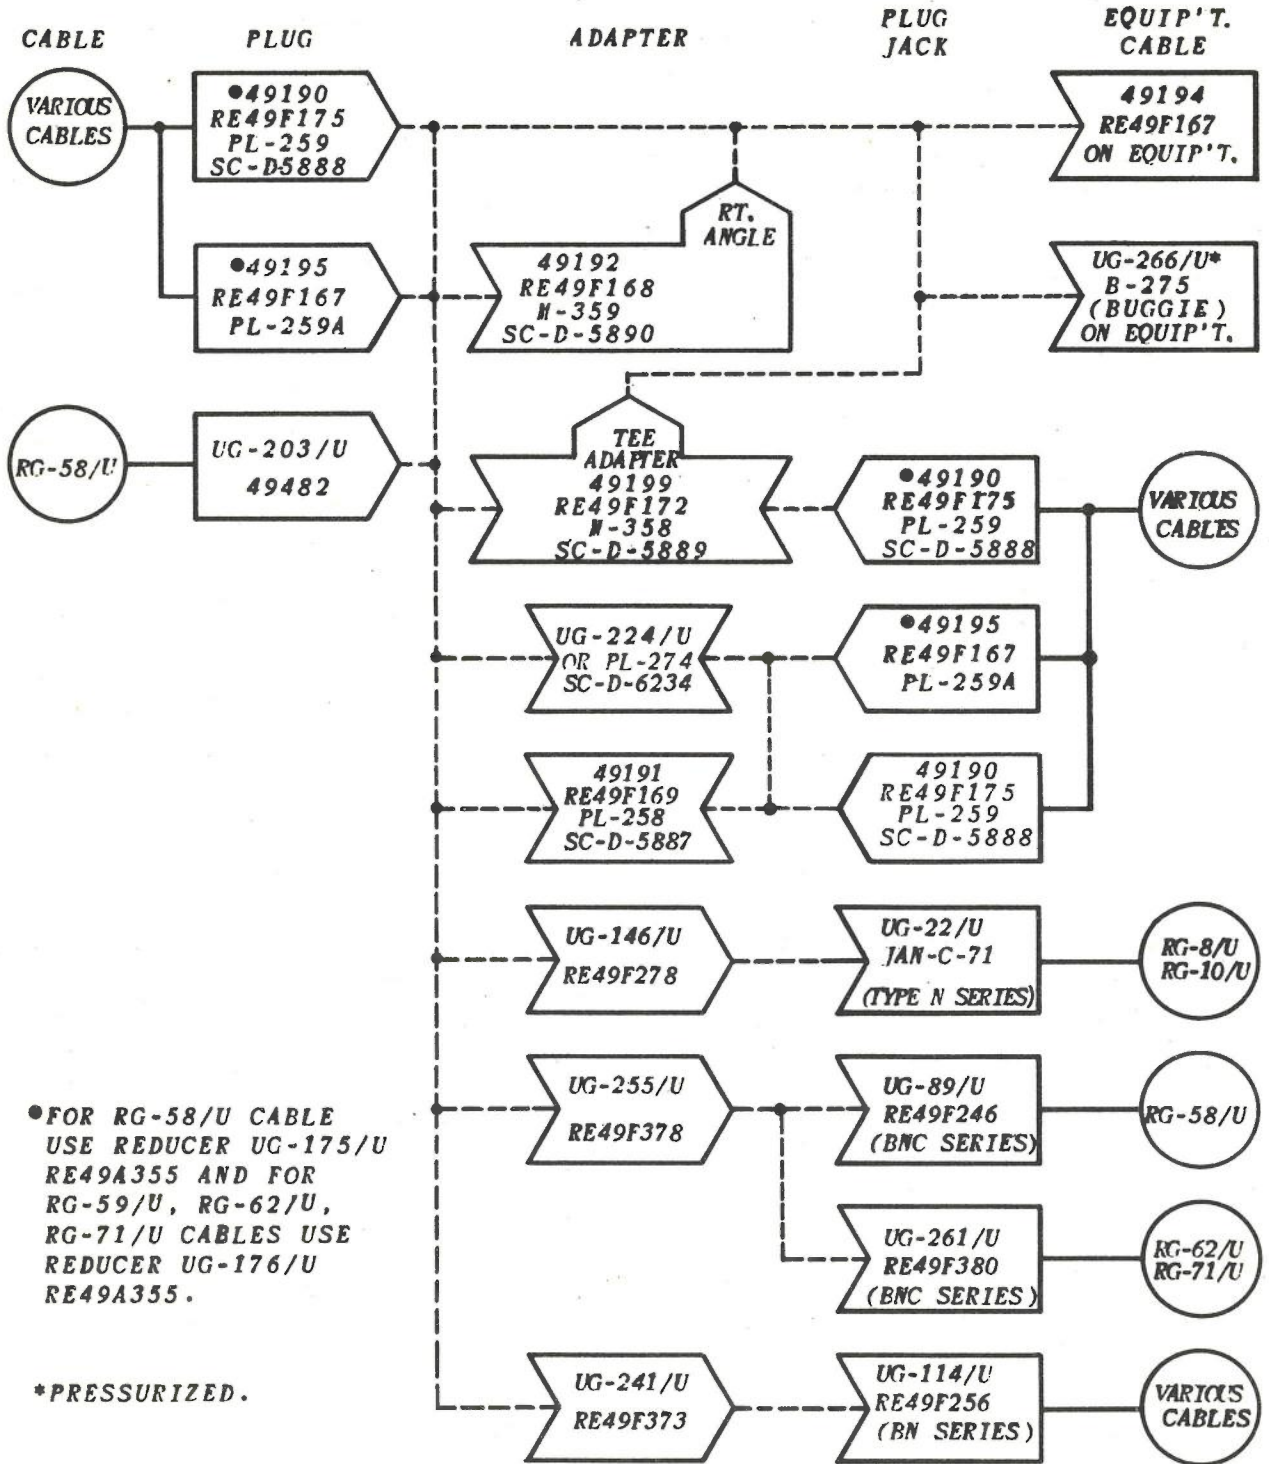 CABLE
PLUG
ADAPTER
PLUG
JACK
EQUIP'T.
CABLE
VARIOUS
CABLES
●49190
RE49F175
PL-259
SC-D-5888
49194
RE49F167
ON EQUIP'T.
RT.
ANGLE
●49195
RE49F167
PL-259A
49192
RE49F168
M-359
SC-D-5890
UG-266/U*
B-275
(BUGGIE)
ON EQUIP'T.
RG-58/U
UG-203/U
49482
TEE
ADAPTER
49199
RE49F172
M-358
SC-D-5889
●49190
RE49F175
PL-259
SC-D-5888
VARIOUS
CABLES
UG-224/U
OR PL-274
SC-D-6234
●49195
RE49F167
PL-259A
49191
RE49F169
PL-258
SC-D-5887
49190
RE49F175
PL-259
SC-D-5888
UG-146/U
RE49F278
UG-22/U
JAN-C-71
(TYPE N SERIES)
RG-8/U
RG-10/U
UG-255/U
RE49F378
UG-89/U
RE49F246
(BNC SERIES)
RG-58/U
UG-261/U
RE49F380
(BNC SERIES)
RG-62/U
RG-71/U
●FOR RG-58/U CABLE
USE REDUCER UG-175/U
RE49A355 AND FOR
RG-59/U, RG-62/U,
RG-71/U CABLES USE
REDUCER UG-176/U
RE49A355.
*PRESSURIZED.
UG-241/U
RE49F373
UG-114/U
RE49F256
(BN SERIES)
VARIOUS
CABLES